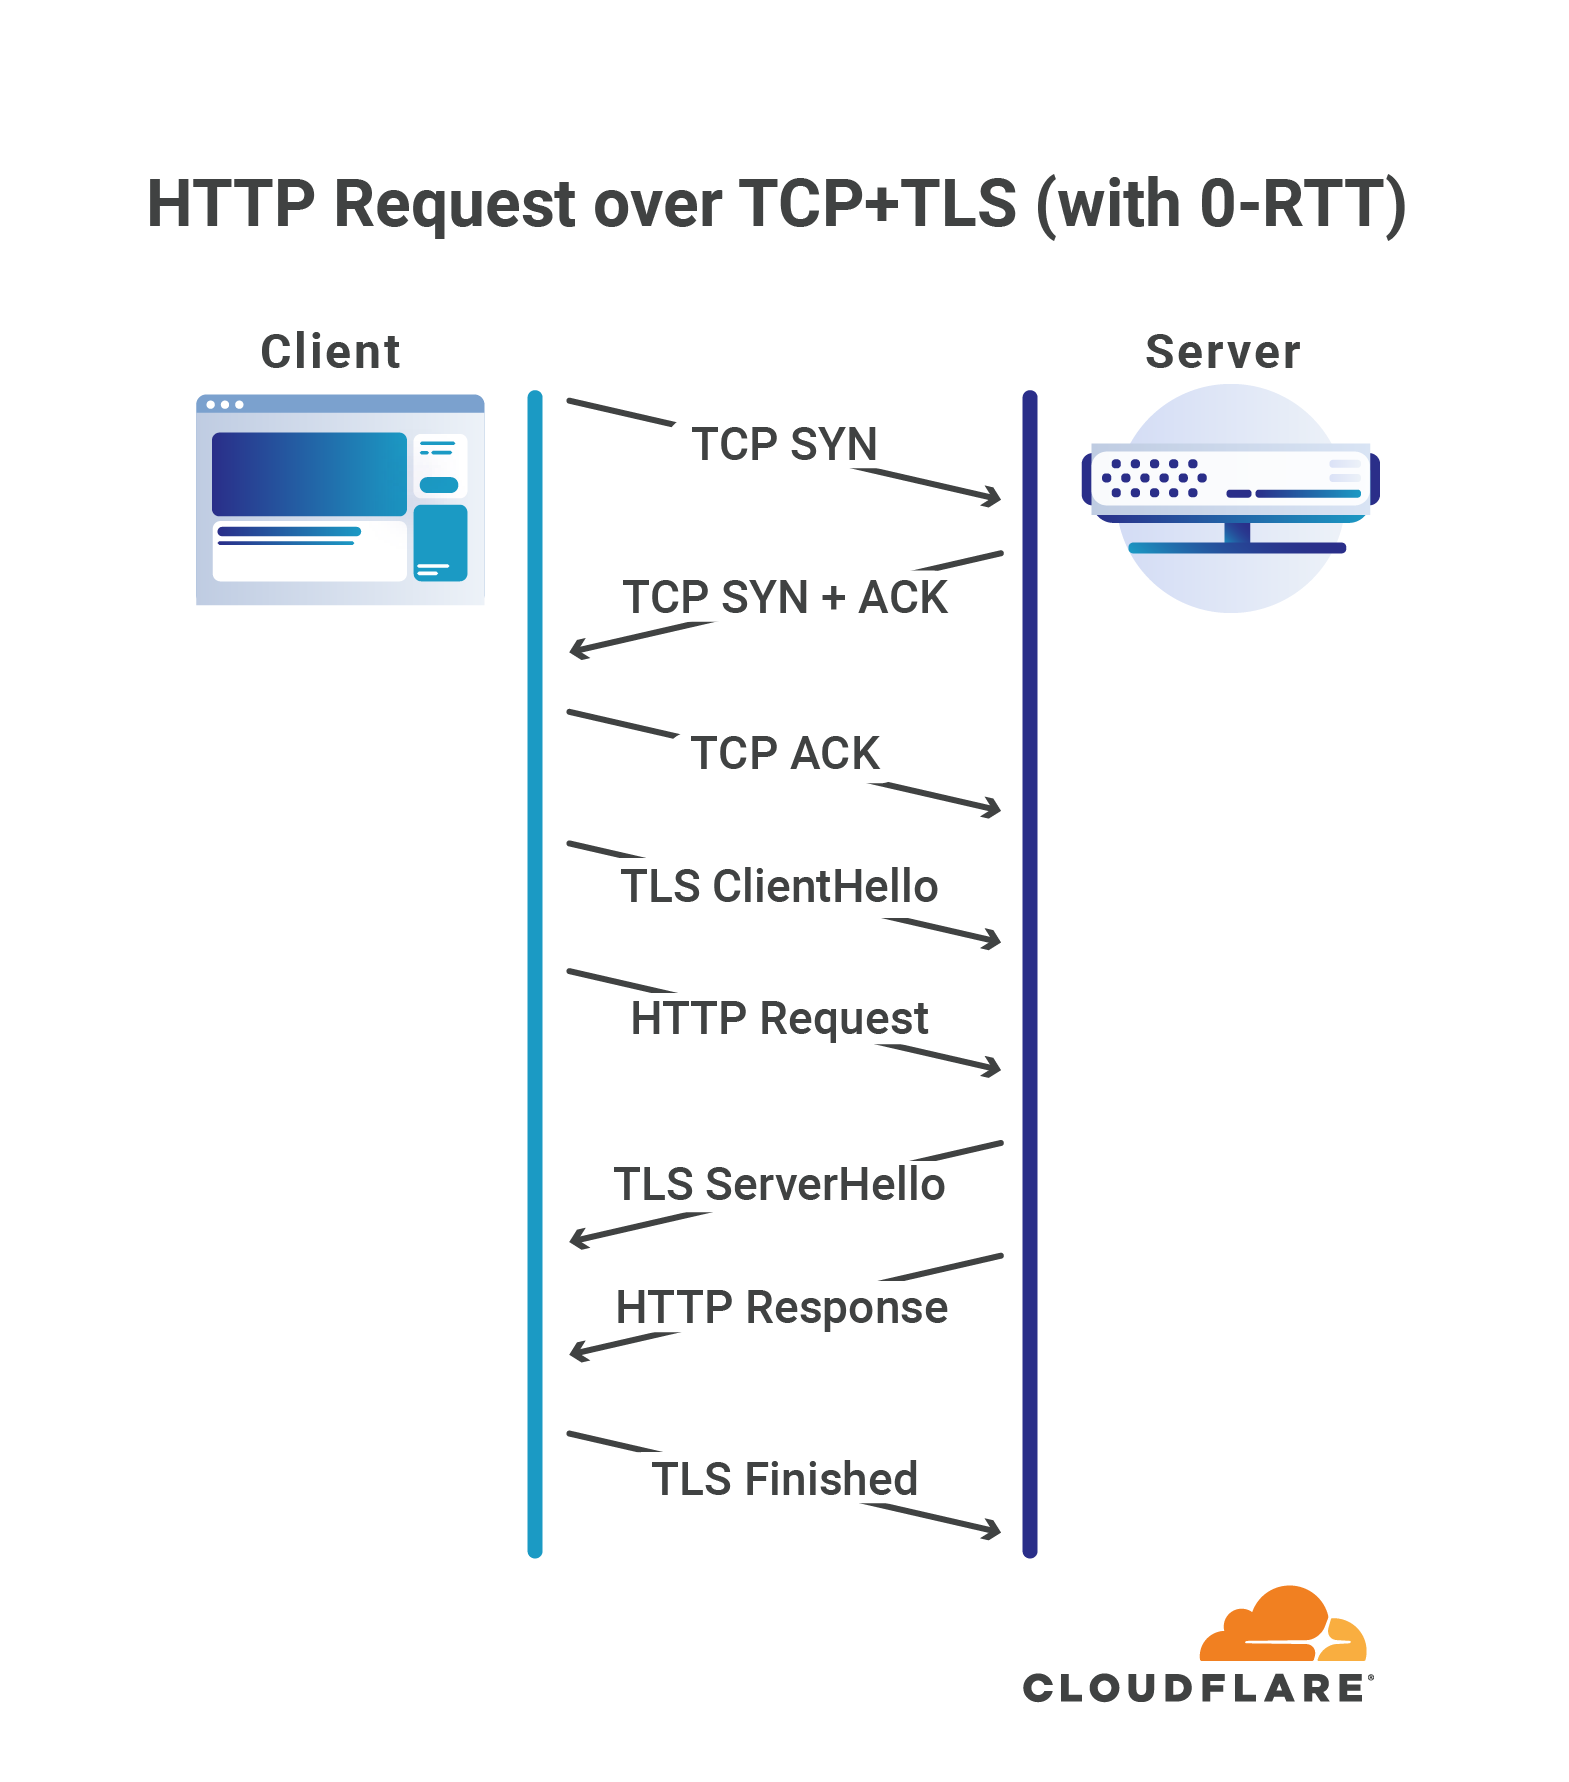 HTTP Request over TCP+TLS (with 0-RTT)
Client
Server
TCP SYN
TCP SYN + ACK
TCP ACK
TLS ClientHello
HTTP Request
TLS ServerHello
HTTP Response
TLS Finished
CLOUDFLARE®